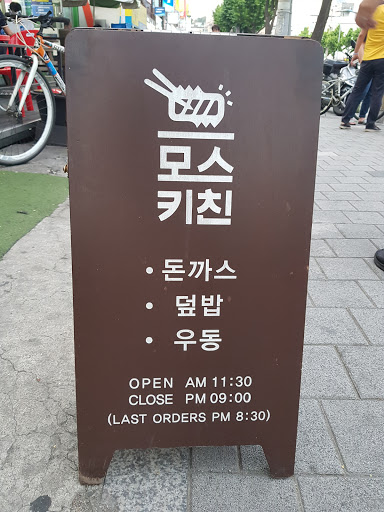 모스
키친
• 돈까스
• 덮밥
• 우동
OPEN AM 11:30
CLOSE PM 09:00
(LAST ORDERS PM 8:30)